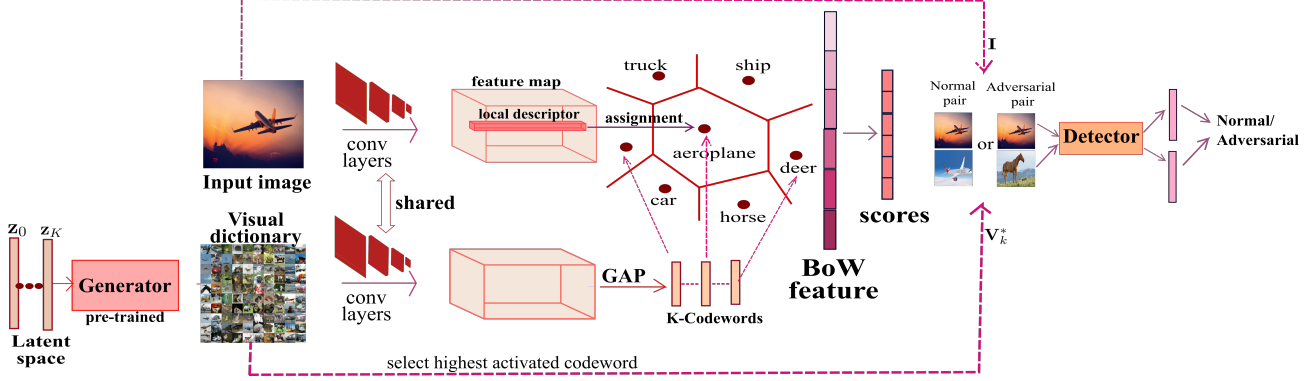 I
truck
ship
feature map
Normal
pair
Adversarial
pair
local descriptor
assignment
or
Detector
Normal/
Adversarial
conv
layers
aeroplane
deer
Input image
car
horse
shared
scores
Visual
dictionary
z0
zK
V*k
Generator
GAP
BoW
feature
pre-trained
conv
layers
K-Codewords
Latent
space
select highest activated codeword